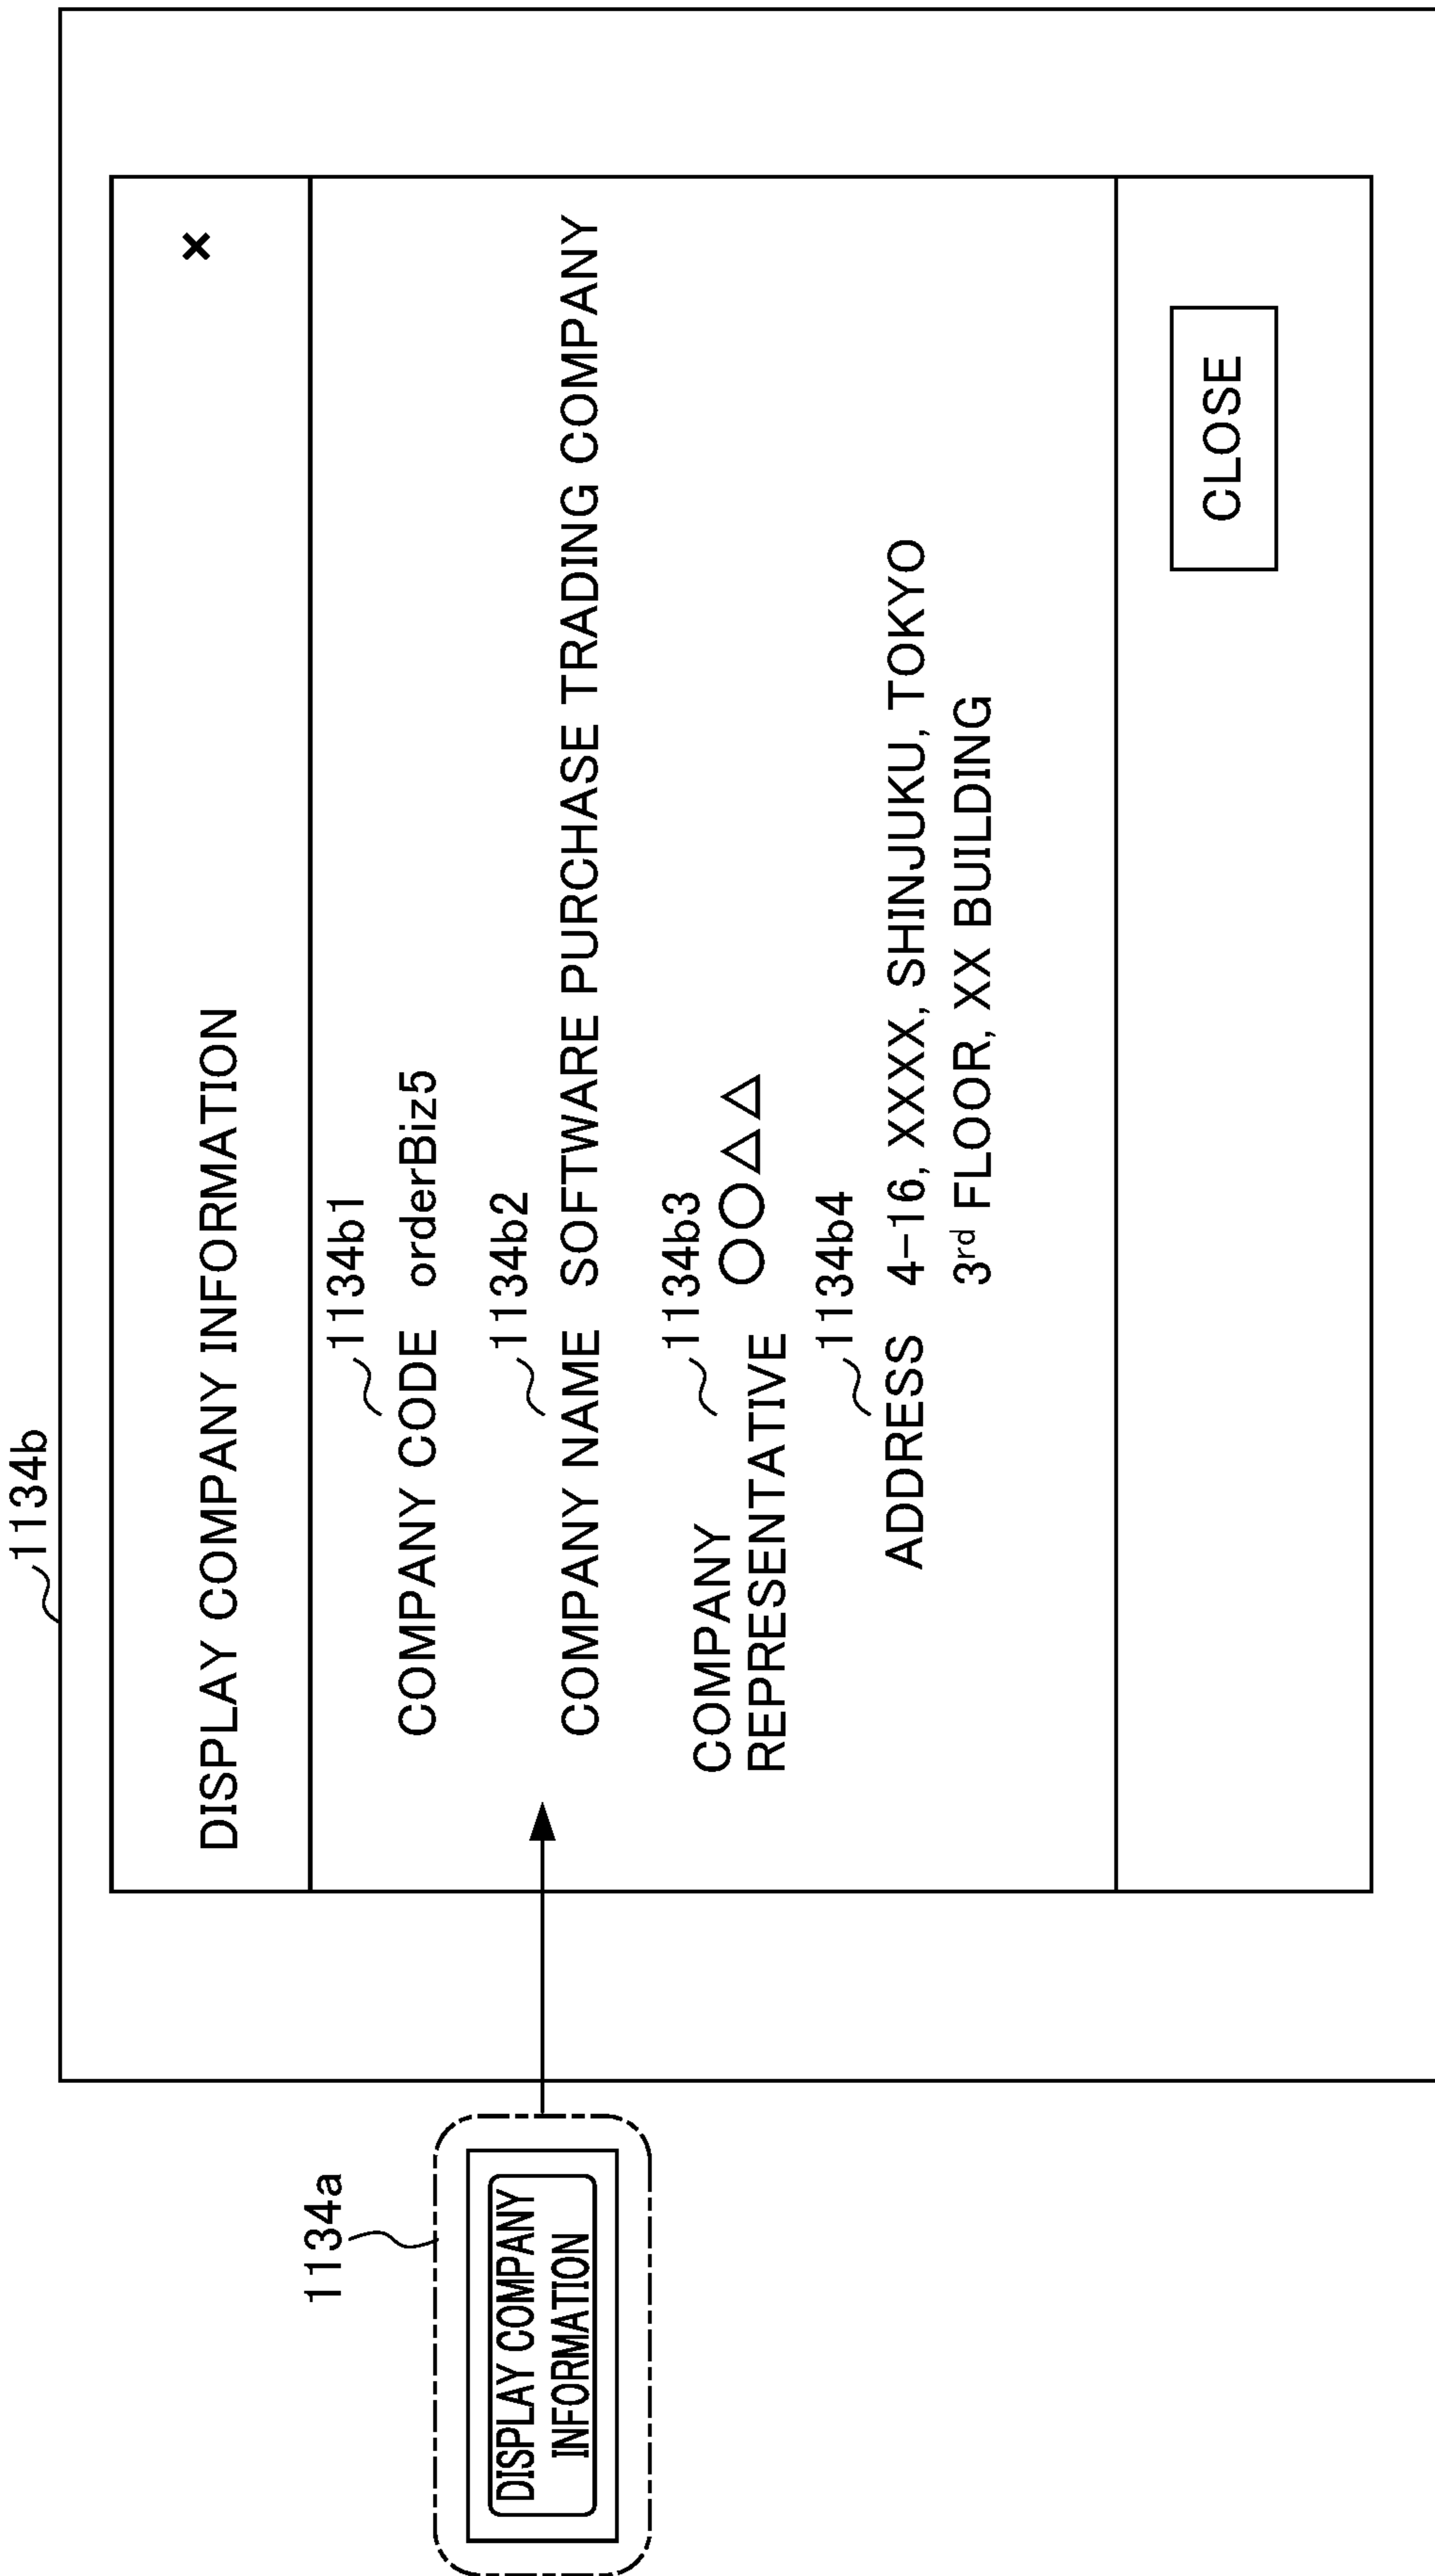 1134b
DISPLAY COMPANY INFORMATION ×
1134b1
COMPANY CODE orderBiz5
1134b2
COMPANY NAME SOFTWARE PURCHASE TRADING COMPANY
1134b3
COMPANY
REPRESENTATIVE ○○△△
1134b4
ADDRESS 4-16, XXXX, SHINJUKU, TOKYO
3rd FLOOR, XX BUILDING
CLOSE
1134a
DISPLAY COMPANY
INFORMATION